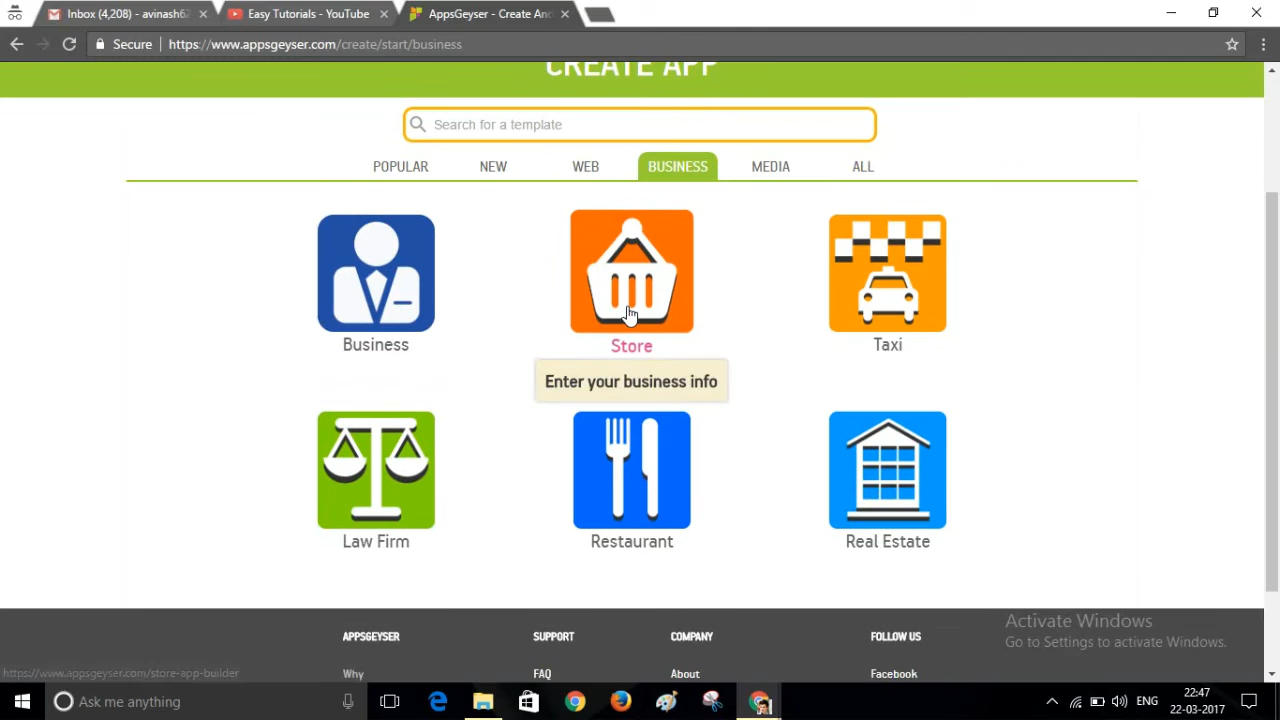 Inbox (4,208) - avinash62
Easy Tutorials - YouTube
AppsGeyser - Create And
Secure
https://www.appsgeyser.com/create/start/business
CREATE APP
Search for a template
POPULAR NEW WEB BUSINESS MEDIA ALL
Business Store Taxi
Enter your business info
Law Firm Restaurant Real Estate
Activate Windows
Go to Settings to activate Windows.
APPSGEYSER SUPPORT COMPANY FOLLOW US
Why FAQ About Facebook
https://www.appsgeyser.com/store-app-builder
Ask me anything
ENG
22:47
22-03-2017